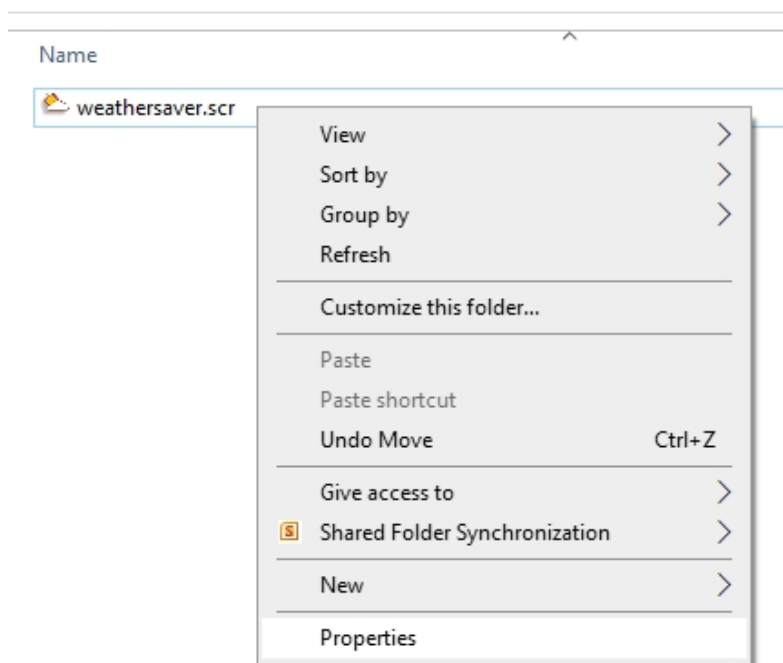 Name
weathersaver.scr
View
Sort by
Group by
Refresh
Customize this folder...
Paste
Paste shortcut
Undo Move Ctrl+Z
Give access to
S Shared Folder Synchronization
New
Properties